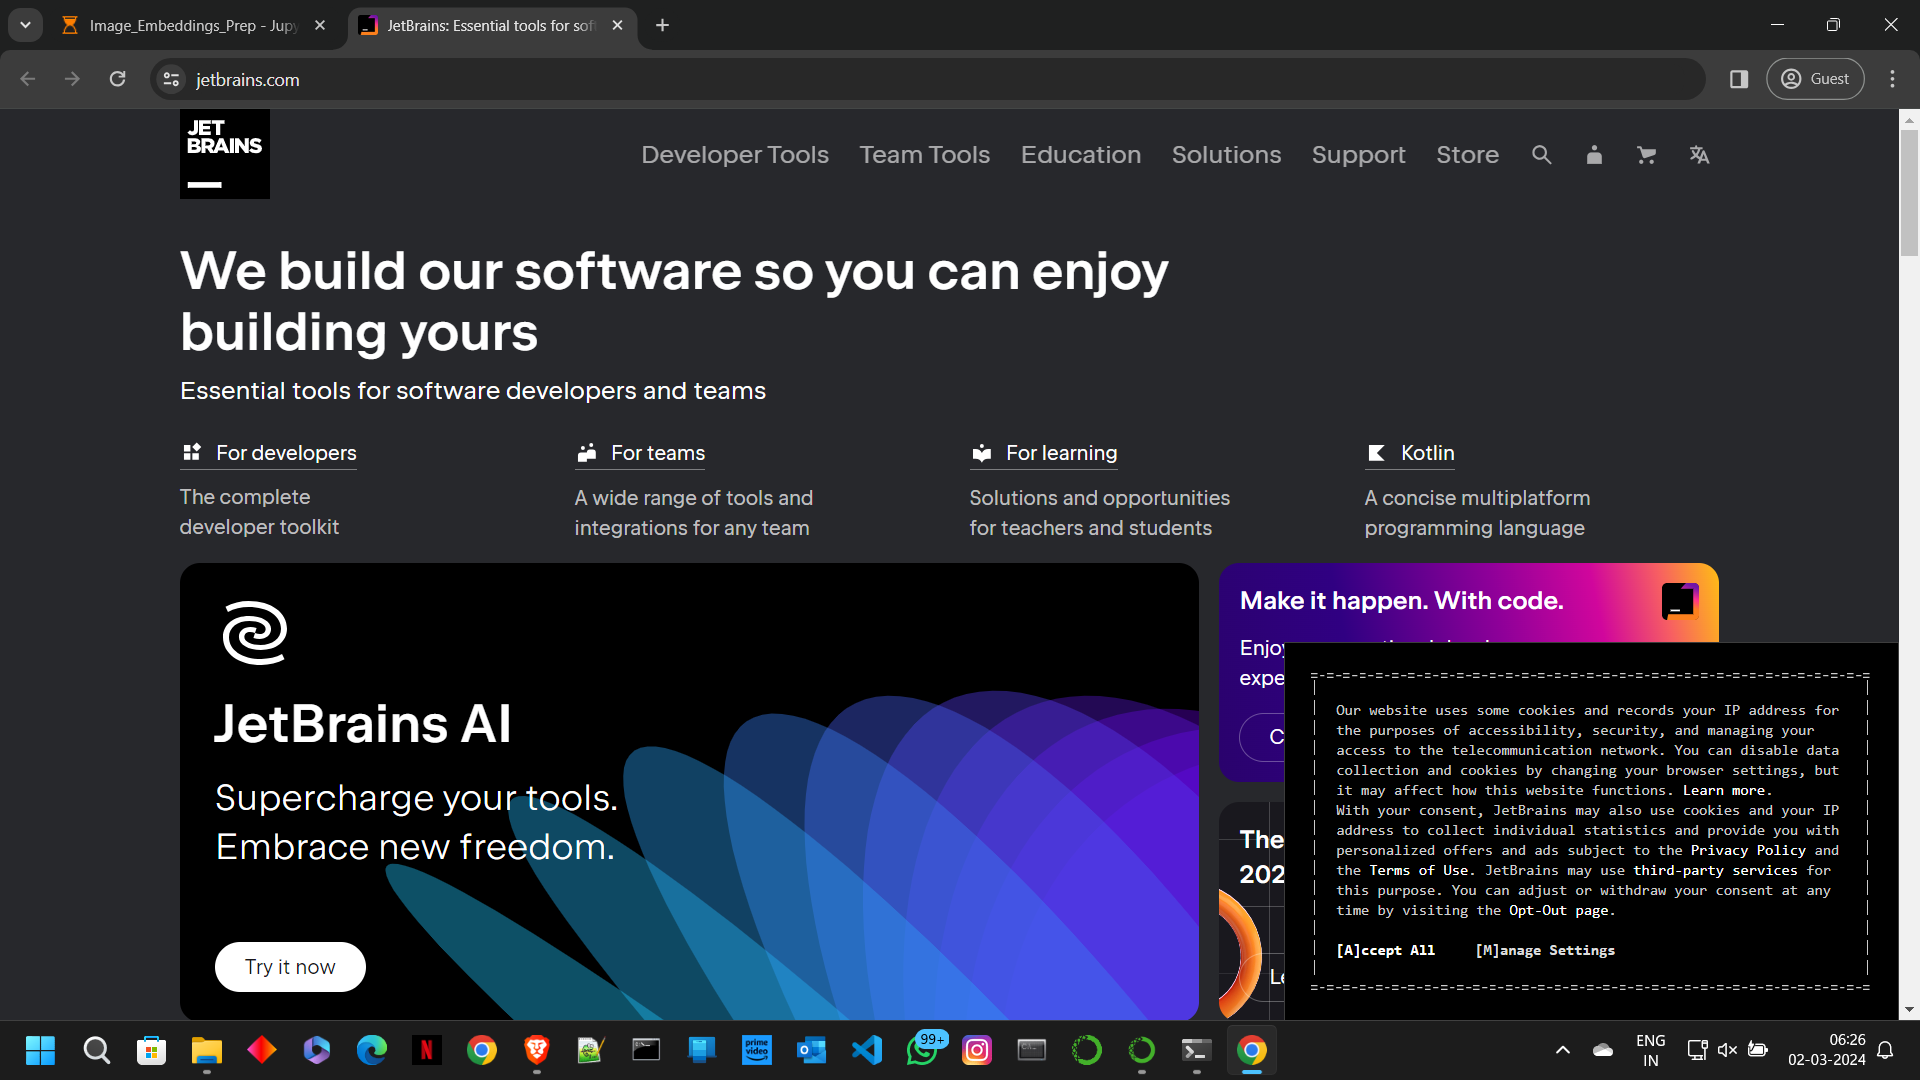 Image_Embeddings_Prep - Jupy
JetBrains: Essential tools for sof
jetbrains.com
Guest
JET
BRAINS
Developer Tools
Team Tools
Education
Solutions
Support
Store
We build our software so you can enjoy
building yours
Essential tools for software developers and teams
For developers
The complete
developer toolkit
For teams
A wide range of tools and
integrations for any team
For learning
Solutions and opportunities
for teachers and students
Kotlin
A concise multiplatform
programming language
JetBrains AI
Supercharge your tools.
Embrace new freedom.
Try it now
Make it happen. With code.
The
202
Our website uses some cookies and records your IP address for
the purposes of accessibility, security, and managing your
access to the telecommunication network. You can disable data
collection and cookies by changing your browser settings, but
it may affect how this website functions. Learn more.
With your consent, JetBrains may also use cookies and your IP
address to collect individual statistics and provide you with
personalized offers and ads subject to the Privacy Policy and
the Terms of Use. JetBrains may use third-party services for
this purpose. You can adjust or withdraw your consent at any
time by visiting the Opt-Out page.
[A]ccept All [M]anage Settings
prime
video
99+
ENG
IN
06:26
02-03-2024